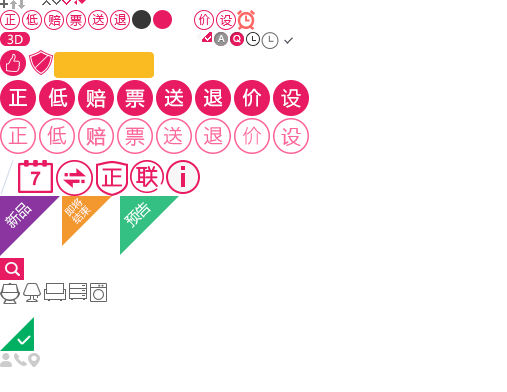 正 低 赔 票 送 退 价 设
3D A
正 低 赔 票 送 退 价 设
正 低 赔 票 送 退 价 设
7 正 联 i
新品 即将结束 预告